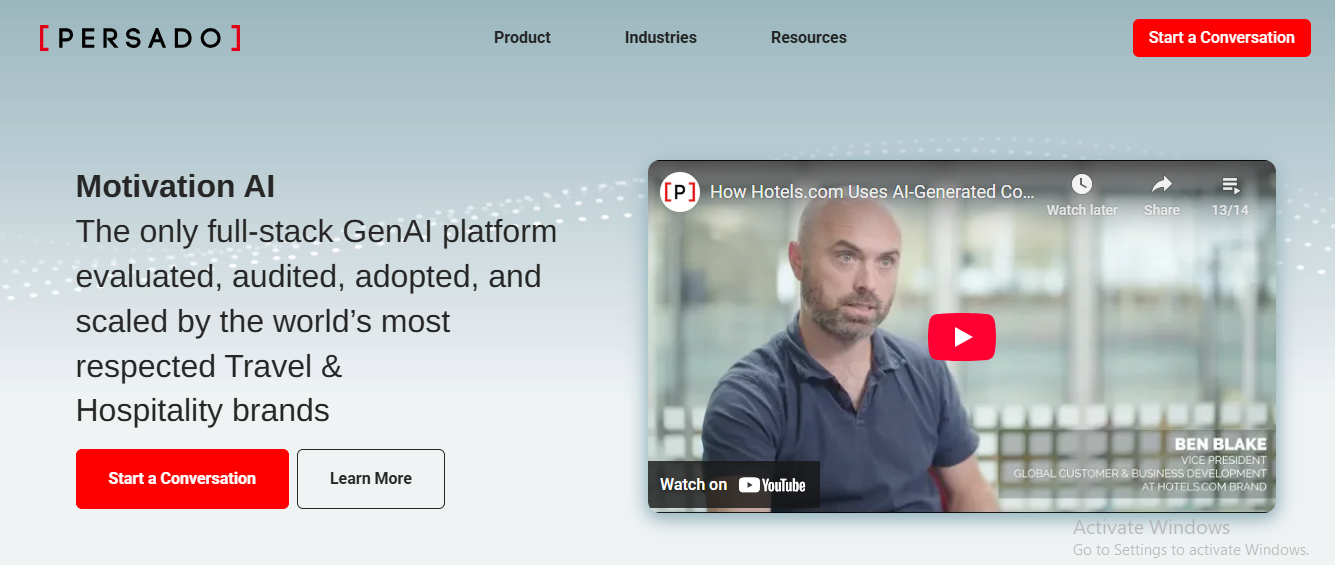 [ PERSADO ]
Product
Industries
Resources
Start a Conversation
Motivation AI
The only full-stack GenAI platform
evaluated, audited, adopted, and
scaled by the world’s most
respected Travel &
Hospitality brands
Start a Conversation
Learn More
[P]
How Hotels.com Uses AI-Generated Co...
Watch later
Share
13/14
BEN BLAKE
VICE PRESIDENT
GLOBAL CUSTOMER & BUSINESS DEVELOPMENT
AT HOTELS.COM BRAND
Watch on YouTube
Activate Windows
Go to Settings to activate Windows.